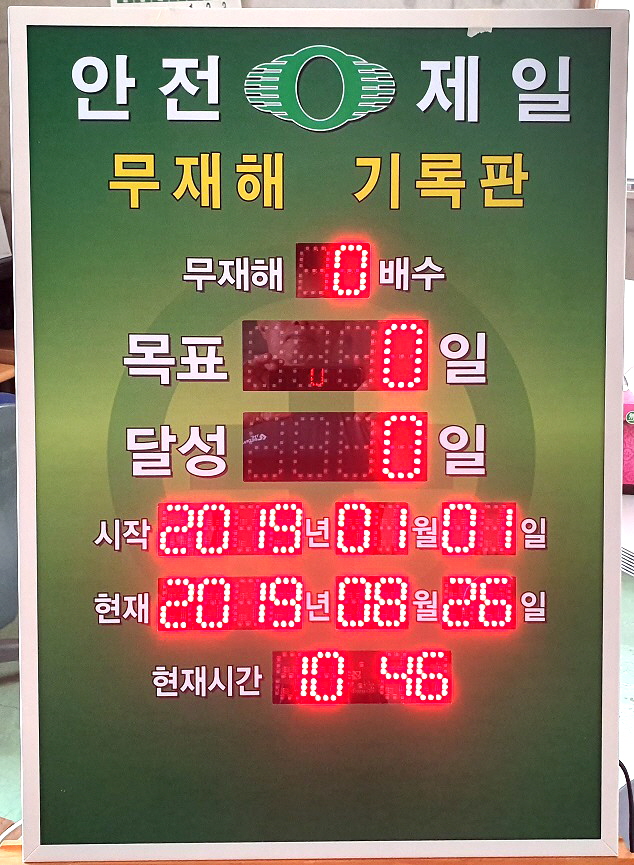 안전 제일
무재해 기록판
무재해 0 배수
목표 0 일
달성 0 일
시작 2019 년 01 월 01 일
현재 2019 년 08 월 26 일
현재시간 10 46